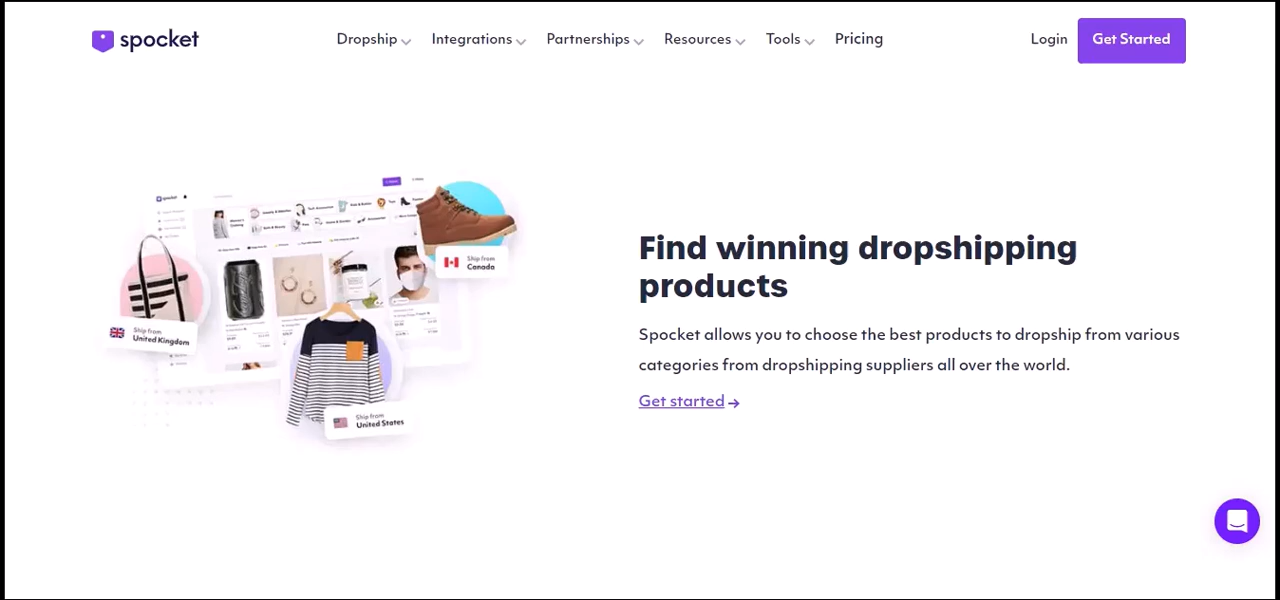 spocket
Dropship
Integrations
Partnerships
Resources
Tools
Pricing
Login
Get Started
spocket
Ship from
Canada
Ship from
United Kingdom
Ship from
United States
Find winning dropshipping
products
Spocket allows you to choose the best products to dropship from various
categories from dropshipping suppliers all over the world.
Get started